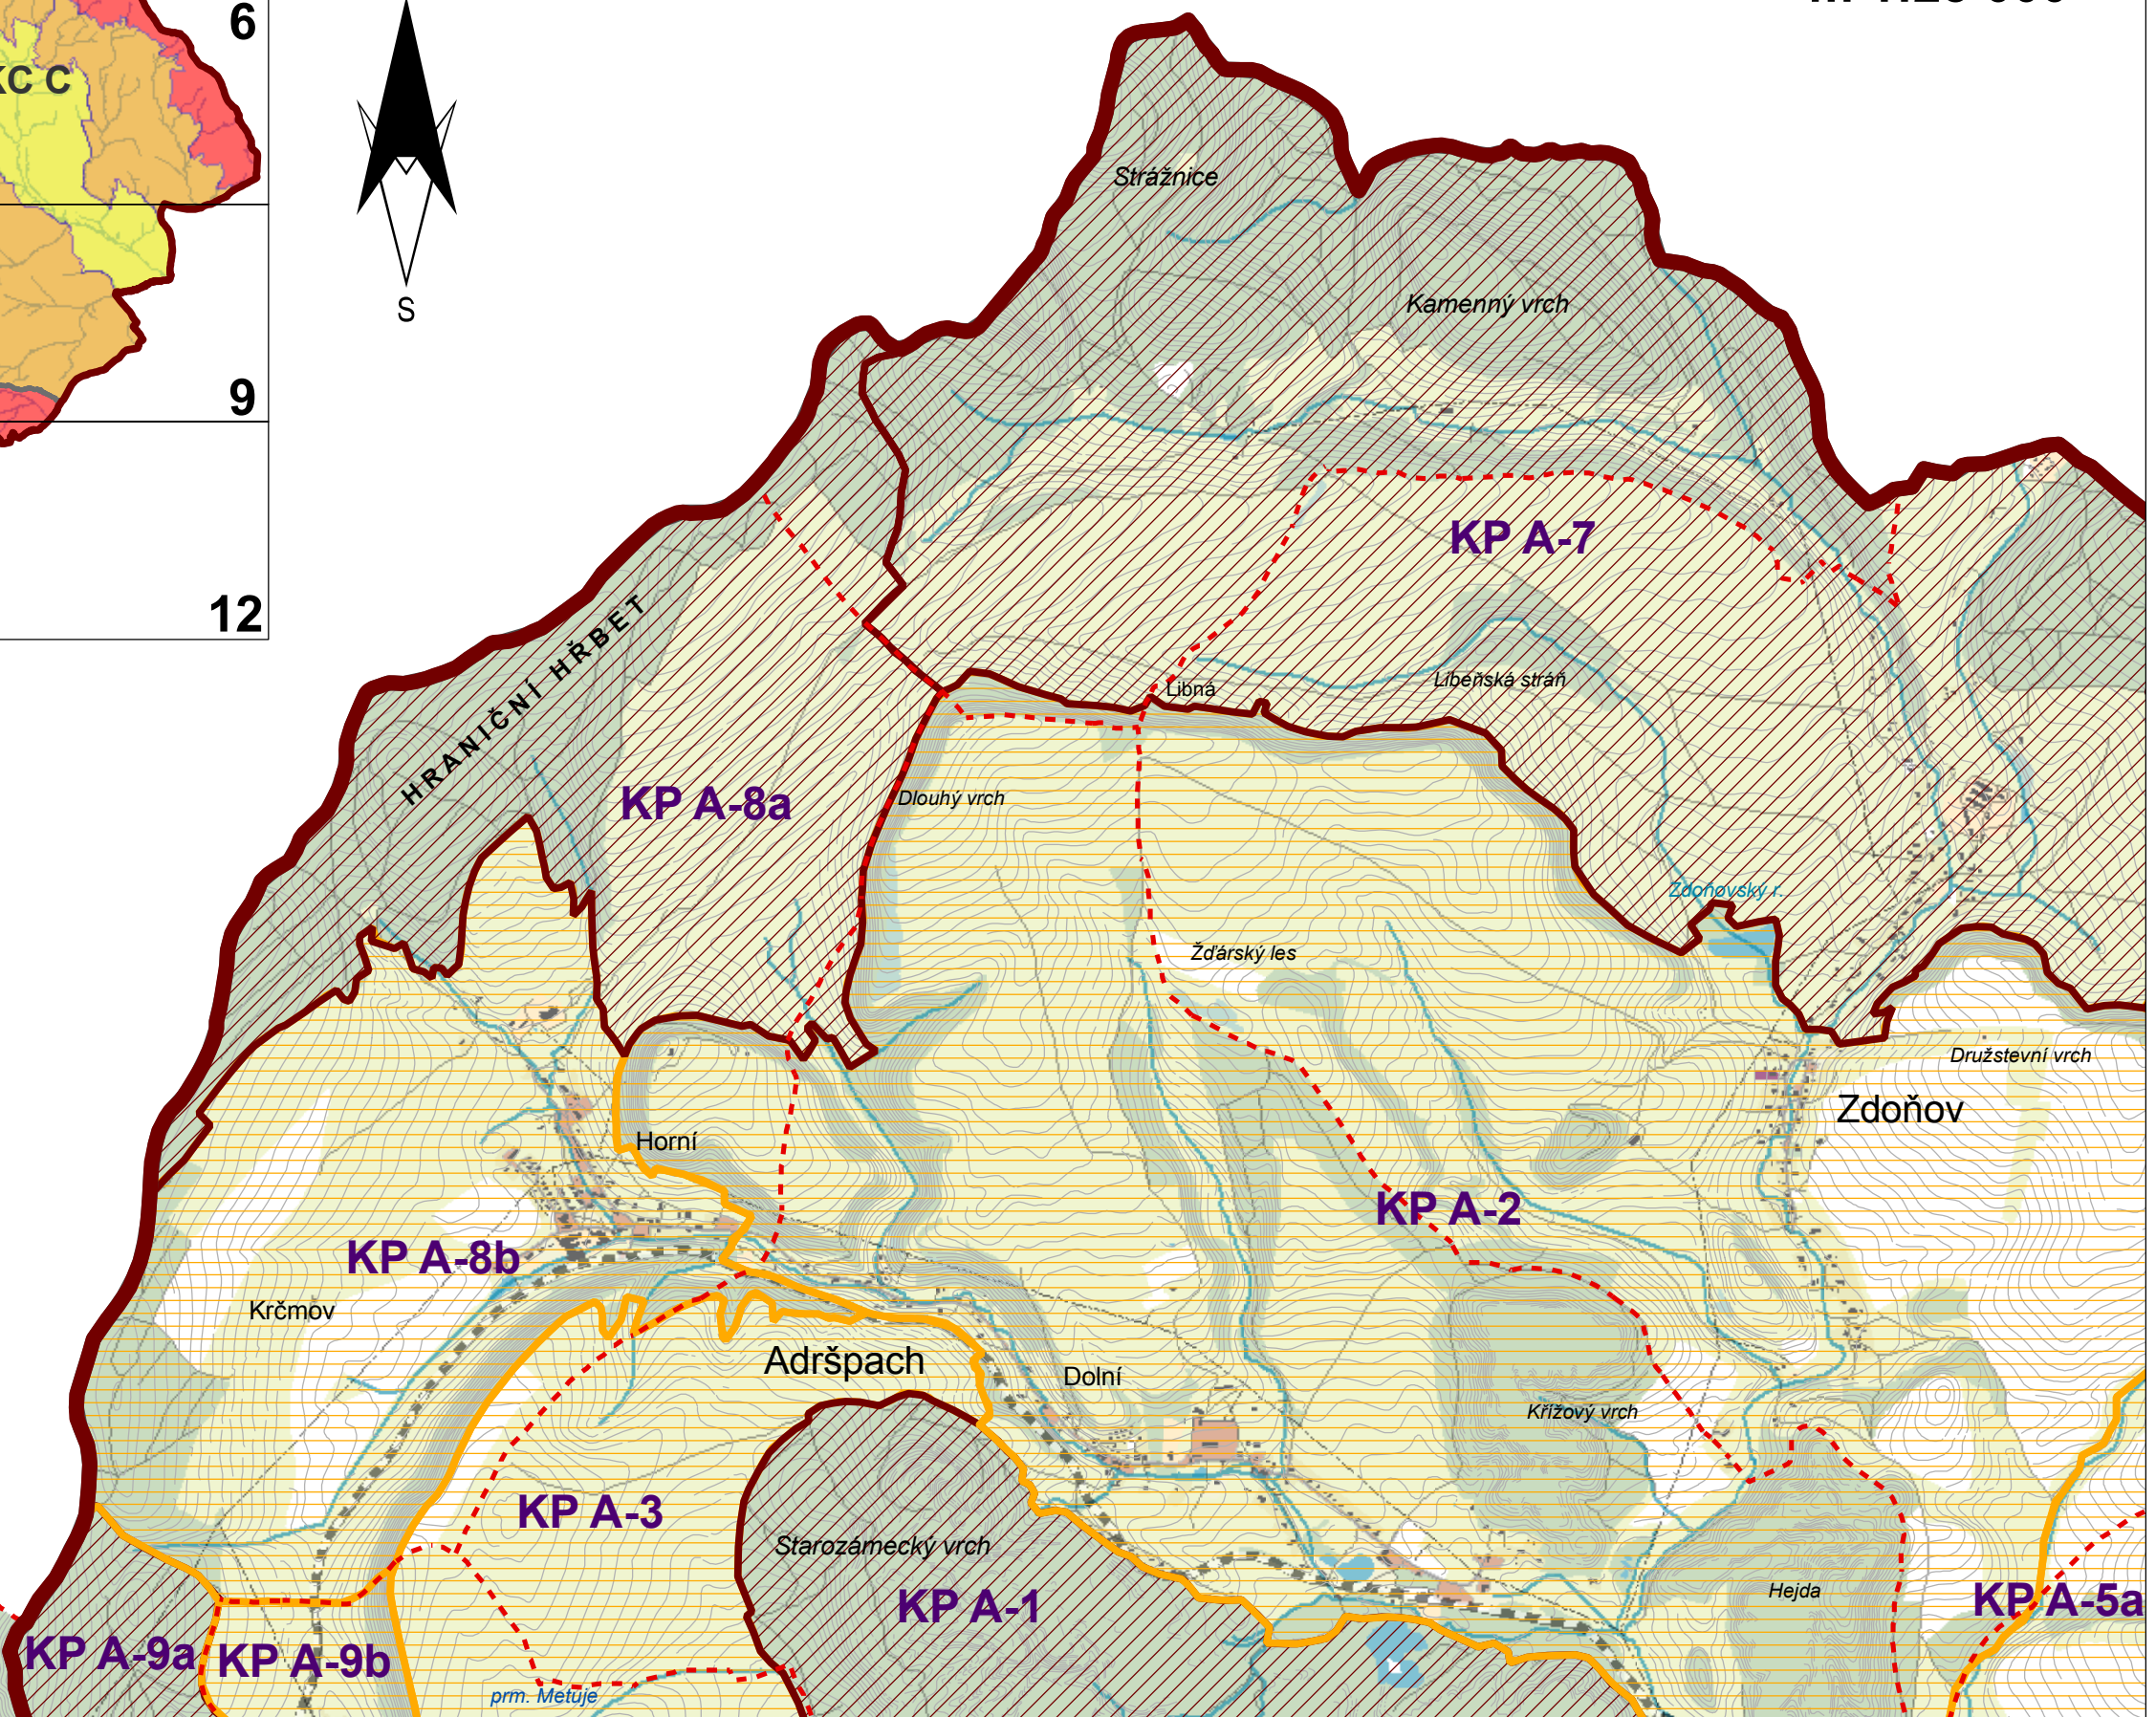 6
KC C
9
12
S
Strážnice
Kamenný vrch
KP A-7
HRANIČNÍ HŘBET
Libná
Libeňská stráň
KP A-8a
Dlouhý vrch
Zdoňovský r.
Žďárský les
Družstevní vrch
Zdoňov
Horní
KP A-2
KP A-8b
Krčmov
Adršpach
Dolní
Křížový vrch
KP A-3
Starozámecký vrch
Hejda
KP A-1
KP A-5a
KP A-9a
KP A-9b
prm. Metuje